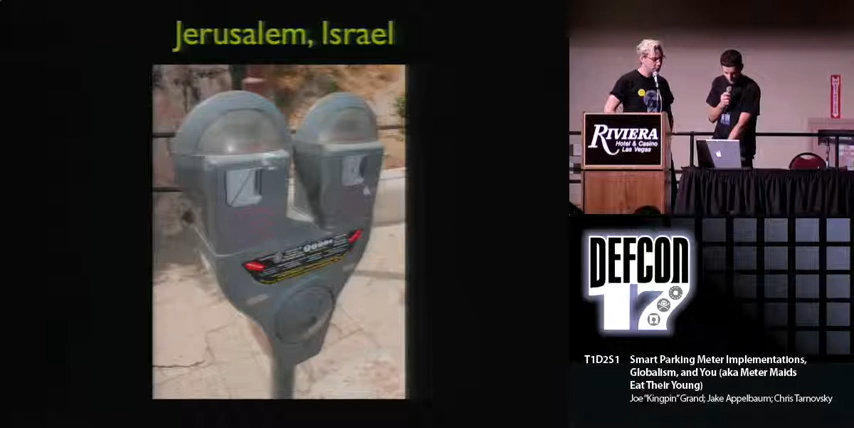 Jerusalem, Israel
RIVIERA
Hotel & Casino
Las Vegas
DEFCON
17
T1D2S1 Smart Parking Meter Implementations,
Globalism, and You (aka Meter Maids
Eat Their Young)
Joe "Kingpin" Grand; Jake Appelbaum; Chris Tarnovsky